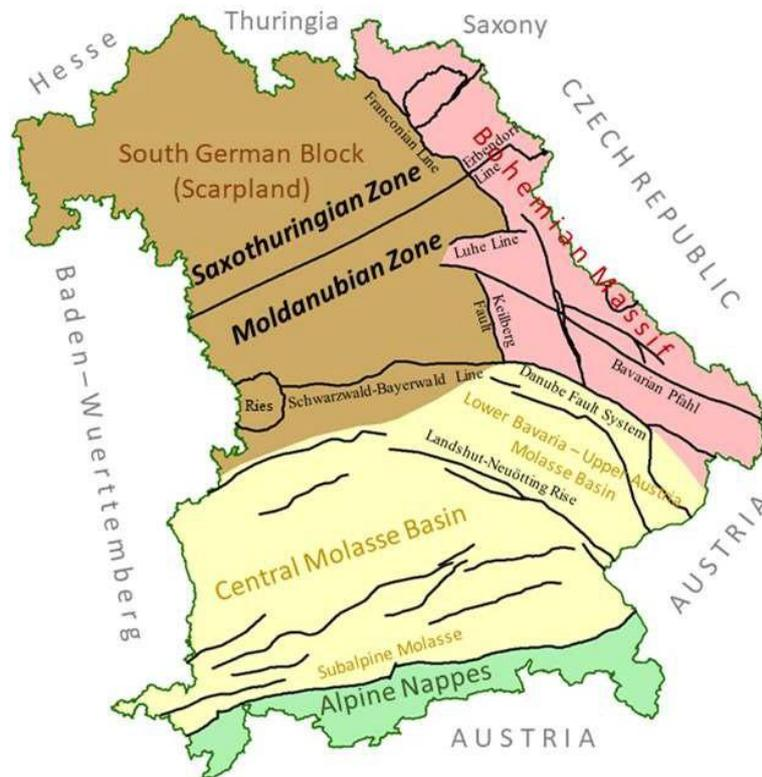 Thuringia
Saxony
Hesse
CZECH REPUBLIC
Franconian Line
Erbendorf
Line
Bohemian Massif
South German Block
(Scarpland)
Saxothuringian Zone
Moldanubian Zone
Luhe Line
Keilberg
Fault
Baden–Wuerttemberg
Bavarian Pfahl
Ries
Schwarzwald-Bayerwald Line
Danube Fault System
Lower Bavaria – Upper Austria
Molasse Basin
Landshut-Neuötting Rise
Central Molasse Basin
AUSTRIA
Subalpine Molasse
Alpine Nappes
AUSTRIA